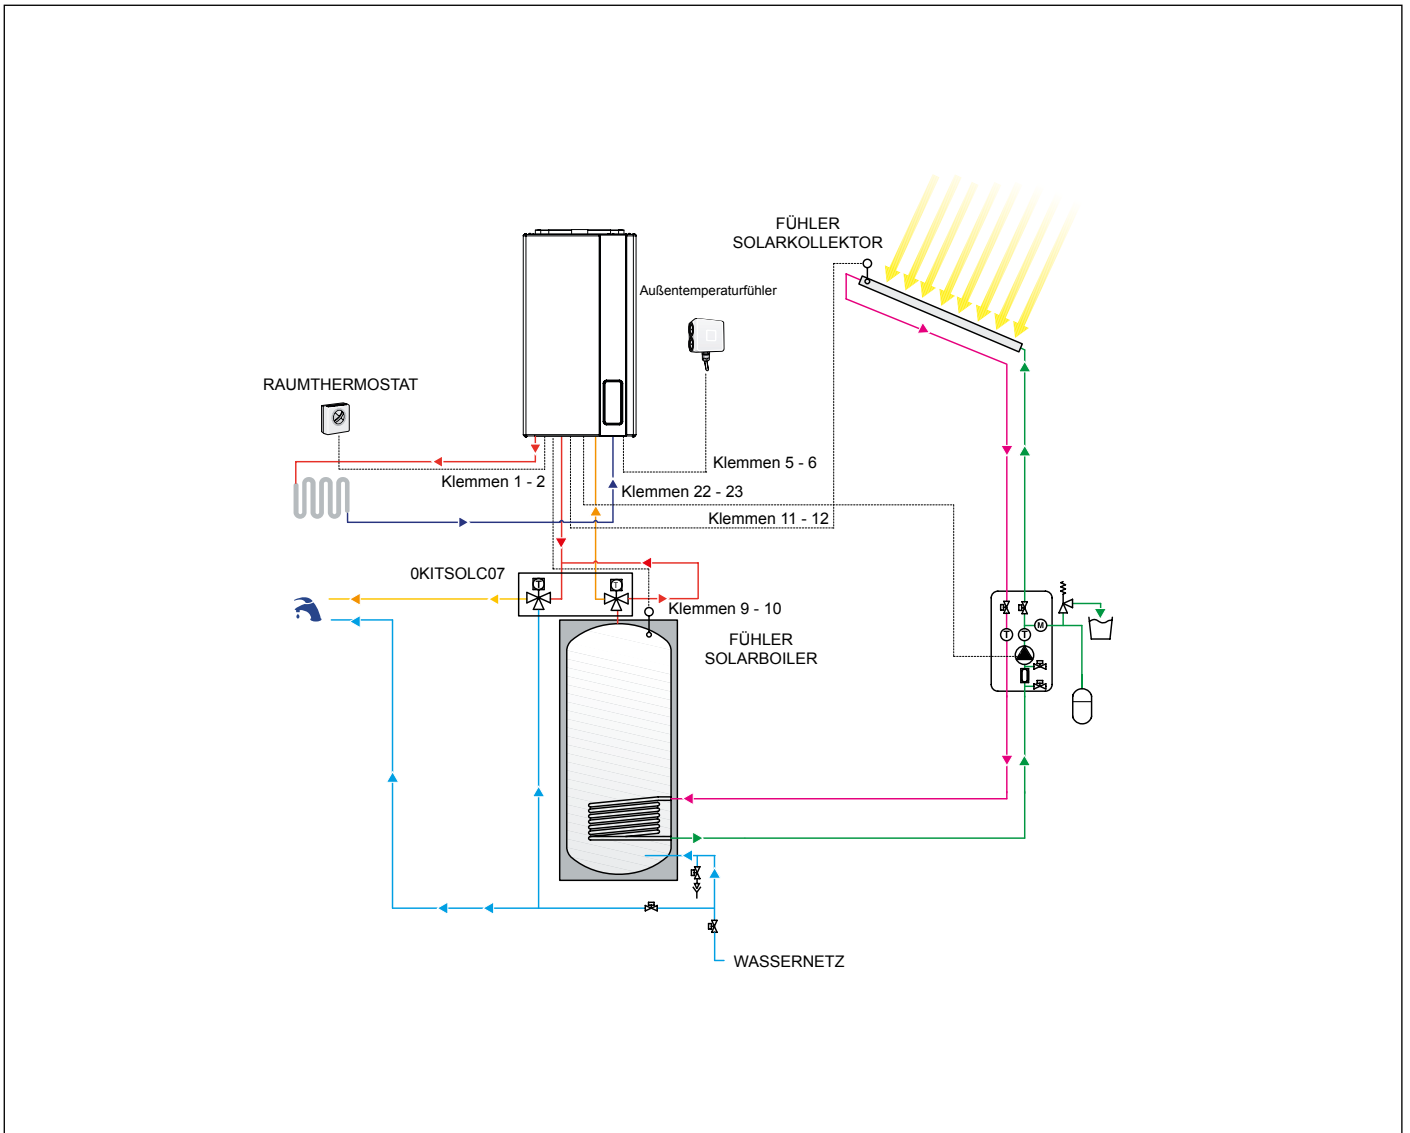 FÜHLER
SOLARKOLLEKTOR
Außentemperaturfühler
RAUMTHERMOSTAT
Klemmen 5 - 6
Klemmen 1 - 2
Klemmen 22 - 23
Klemmen 11 - 12
0KITSOLC07
T
T
Klemmen 9 - 10
FÜHLER
SOLARBOILER
M
T
T
WASSERNETZ